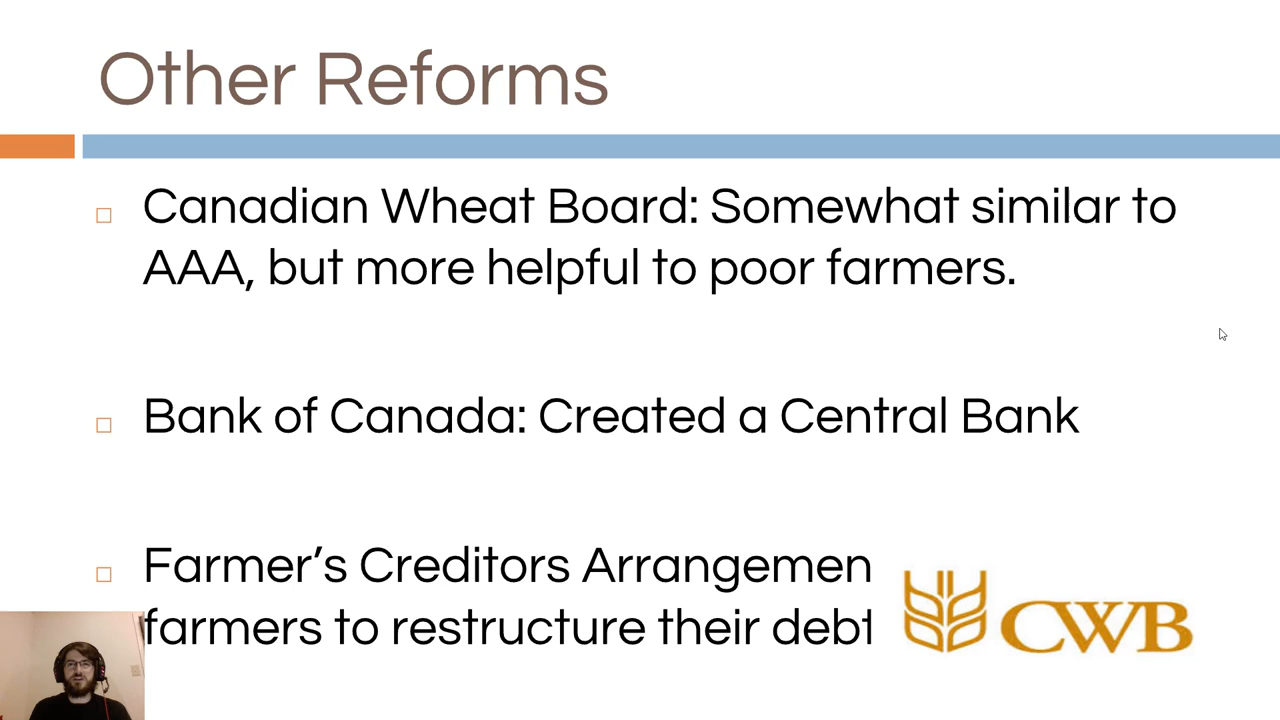 Other Reforms
Canadian Wheat Board: Somewhat similar to
AAA, but more helpful to poor farmers.
Bank of Canada: Created a Central Bank
Farmer’s Creditors Arrangemen
farmers to restructure their debt
CWB